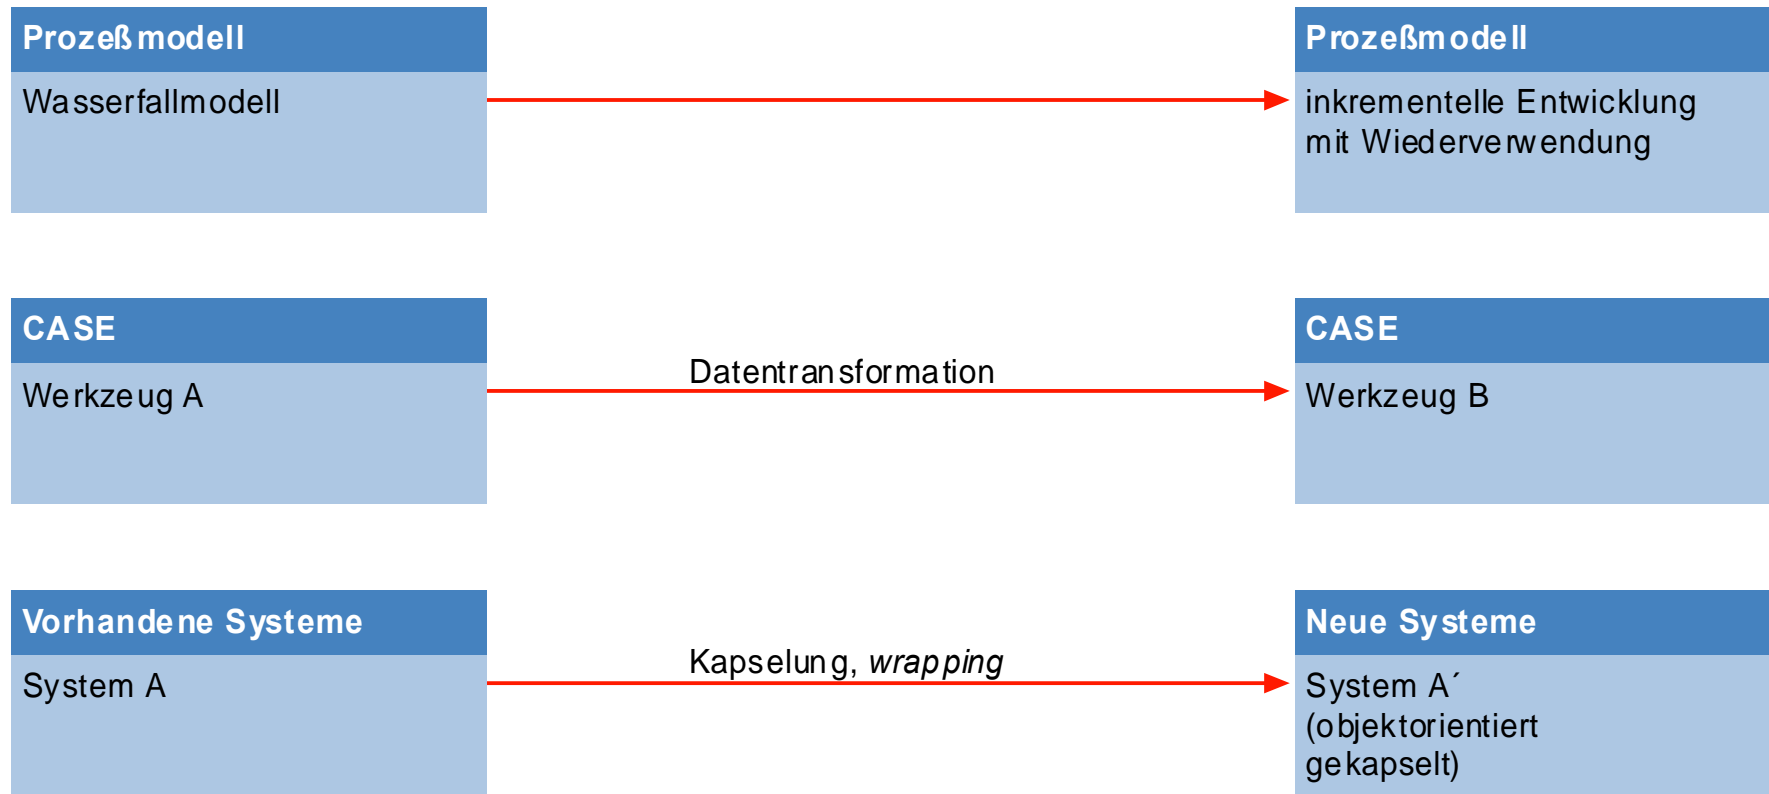 Prozeßmodell
Wasserfallmodell
Prozeßmodell
inkrementelle Entwicklung
mit Wiederverwendung
CASE
Werkzeug A
Datentransformation
CASE
Werkzeug B
Vorhandene Systeme
System A
Kapselung, wrapping
Neue Systeme
System A´
(objektorientiert
gekapselt)